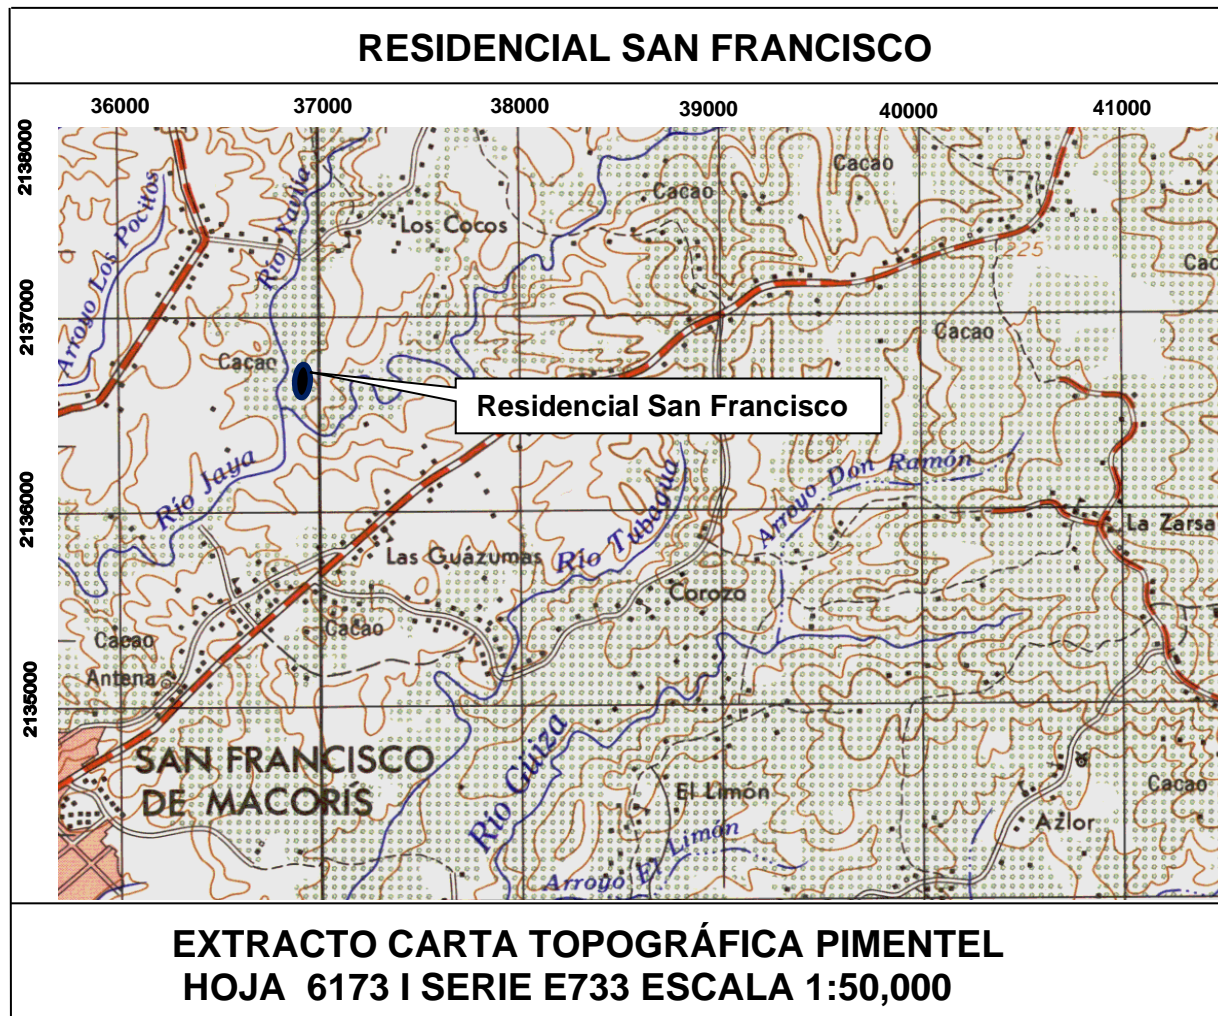 RESIDENCIAL SAN FRANCISCO
36000 37000 38000 39000 40000 41000
2138000
2137000
2136000
2135000
Arroyo Los Pocitos
Río Yavija
Los Cocos
Cacao
Cacao
225
Cac
Cacao
Cacao
Residencial San Francisco
Río Jaya
Arroyo Don Ramón
La Zarsa
Las Guázumas
Río Tubagua
Corozo
Cacao
Cacao
Antena
SAN FRANCISCO
DE MACORÍS
Río Güiza
El Limón
Cacao
Azlor
Arroyo El Limón
EXTRACTO CARTA TOPOGRÁFICA PIMENTEL
HOJA 6173 I SERIE E733 ESCALA 1:50,000